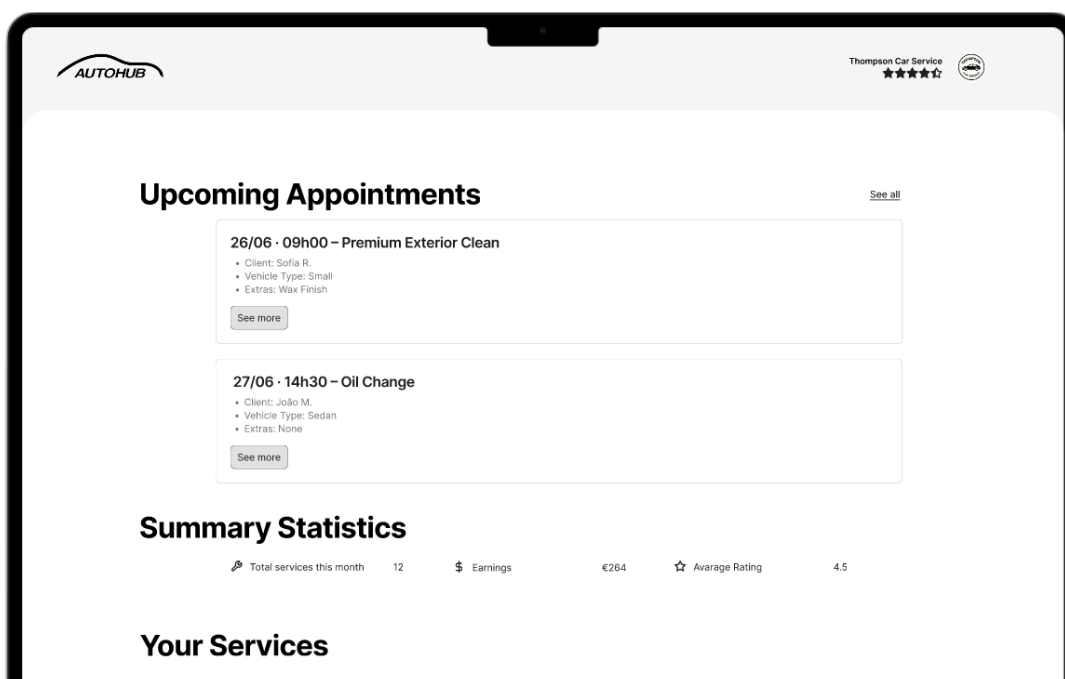 AUTOHUB
Thompson Car Service
Upcoming Appointments
See all
26/06 · 09h00 – Premium Exterior Clean
• Client: Sofia R.
• Vehicle Type: Small
• Extras: Wax Finish
See more
27/06 · 14h30 – Oil Change
• Client: João M.
• Vehicle Type: Sedan
• Extras: None
See more
Summary Statistics
Total services this month 12 $ Earnings €264 Avarage Rating 4.5
Your Services